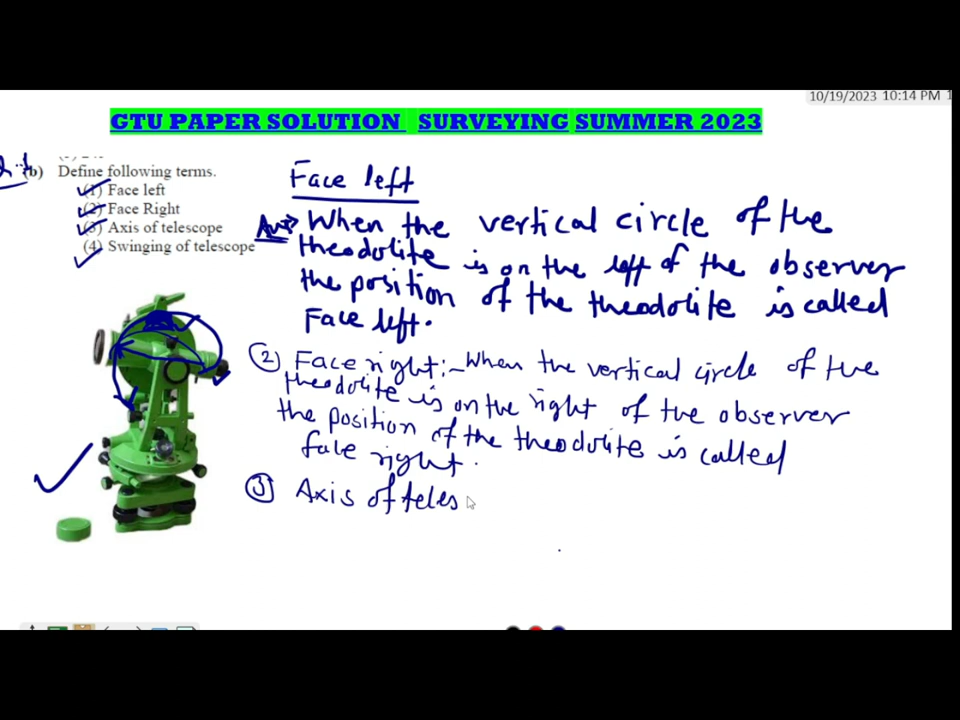 10/19/2023 10:14 PM
GTU PAPER SOLUTION SURVEYING SUMMER 2023
(b) Define following terms.
(1) Face left
(2) Face Right
(3) Axis of telescope
(4) Swinging of telescope
Face left
Ans → When the vertical circle of the
theodolite is on the left of the observer
the position of the theodolite is called
Face left.
(2) Face right :- When the vertical circle of the
theodolite is on the right of the observer
the position of the theodolite is called
face right.
(3) Axis of teles